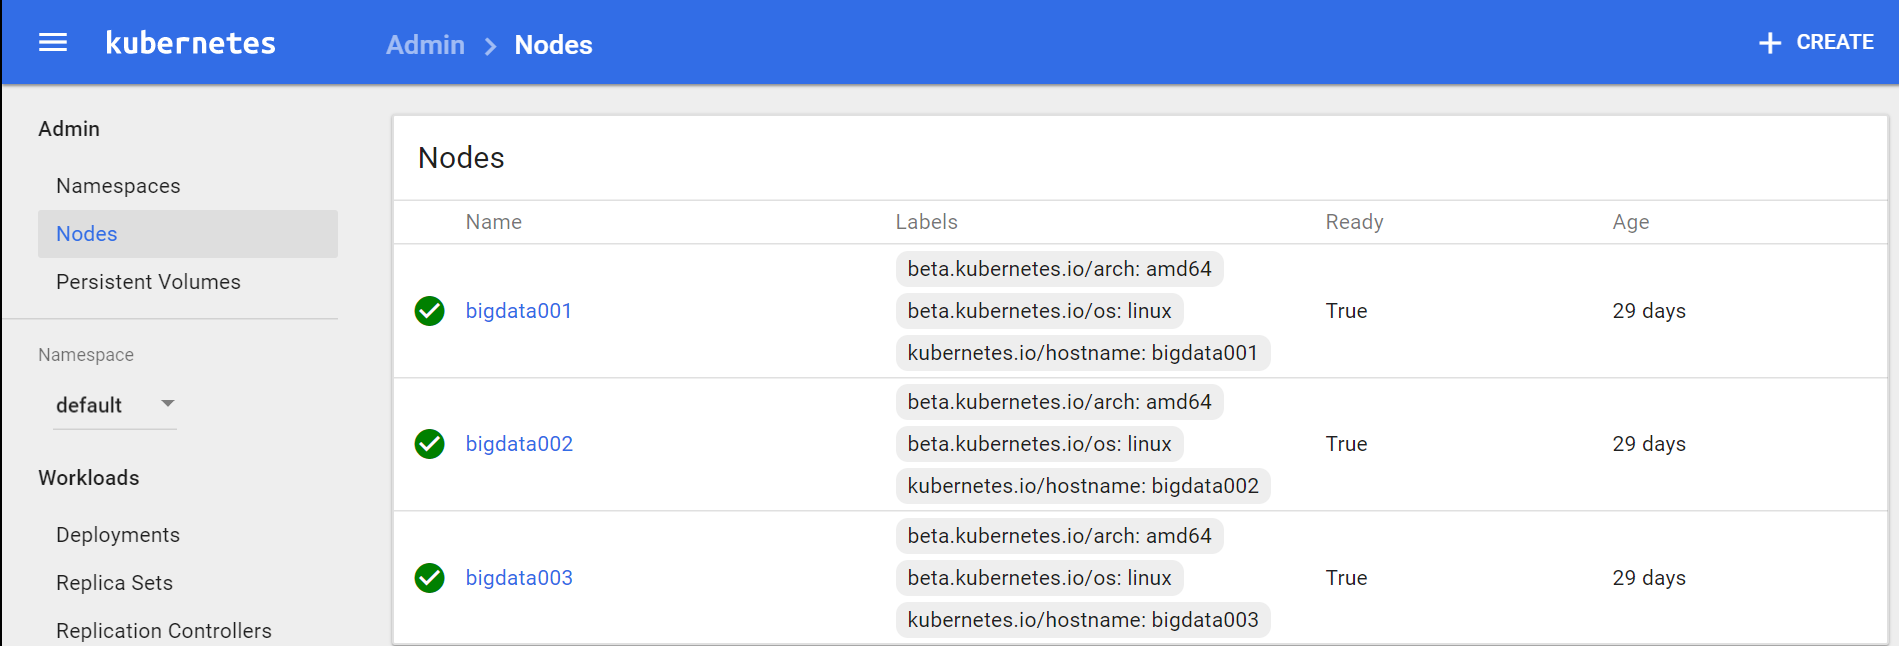 kubernetes
Admin > Nodes
+ CREATE
Admin
Namespaces
Nodes
Persistent Volumes
Namespace
default
Workloads
Deployments
Replica Sets
Replication Controllers
Nodes
Name Labels Ready Age
beta.kubernetes.io/arch: amd64
bigdata001 beta.kubernetes.io/os: linux True 29 days
kubernetes.io/hostname: bigdata001
beta.kubernetes.io/arch: amd64
bigdata002 beta.kubernetes.io/os: linux True 29 days
kubernetes.io/hostname: bigdata002
beta.kubernetes.io/arch: amd64
bigdata003 beta.kubernetes.io/os: linux True 29 days
kubernetes.io/hostname: bigdata003